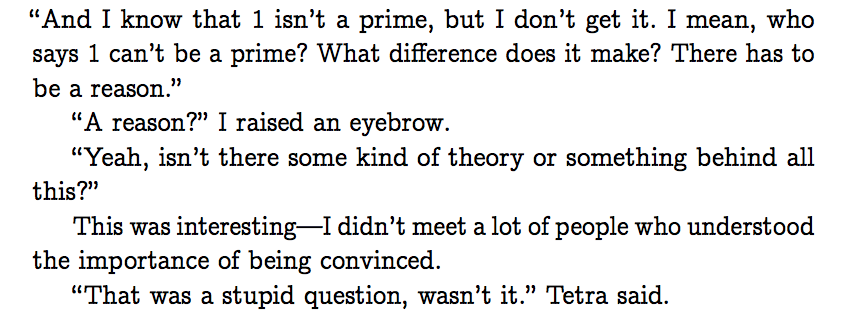 “And I know that 1 isn’t a prime, but I don’t get it. I mean, who
says 1 can’t be a prime? What difference does it make? There has to
be a reason.”
“A reason?” I raised an eyebrow.
“Yeah, isn’t there some kind of theory or something behind all
this?”
This was interesting—I didn’t meet a lot of people who understood
the importance of being convinced.
“That was a stupid question, wasn’t it.” Tetra said.